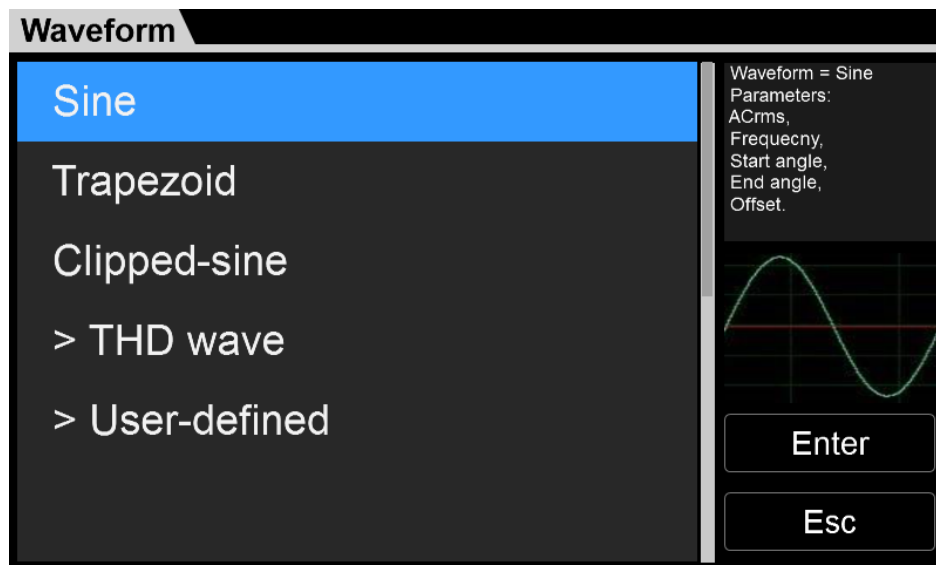 Waveform
Sine
Trapezoid
Clipped-sine
> THD wave
> User-defined
Waveform = Sine
Parameters:
ACrms,
Frequecny,
Start angle,
End angle,
Offset.
Enter
Esc